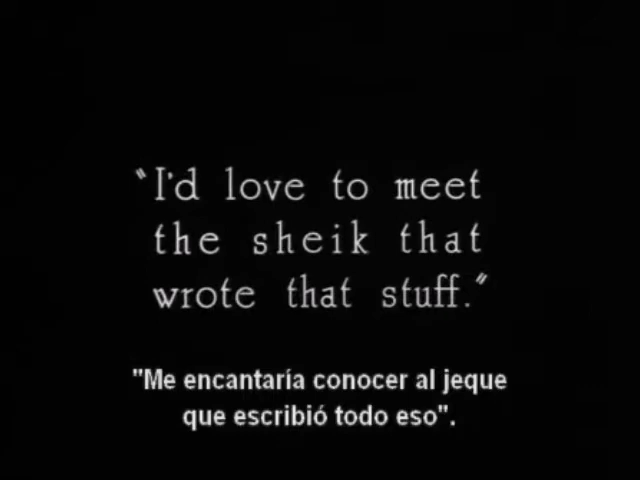 "I'd love to meet
the sheik that
wrote that stuff."
"Me encantaría conocer al jeque
que escribió todo eso".